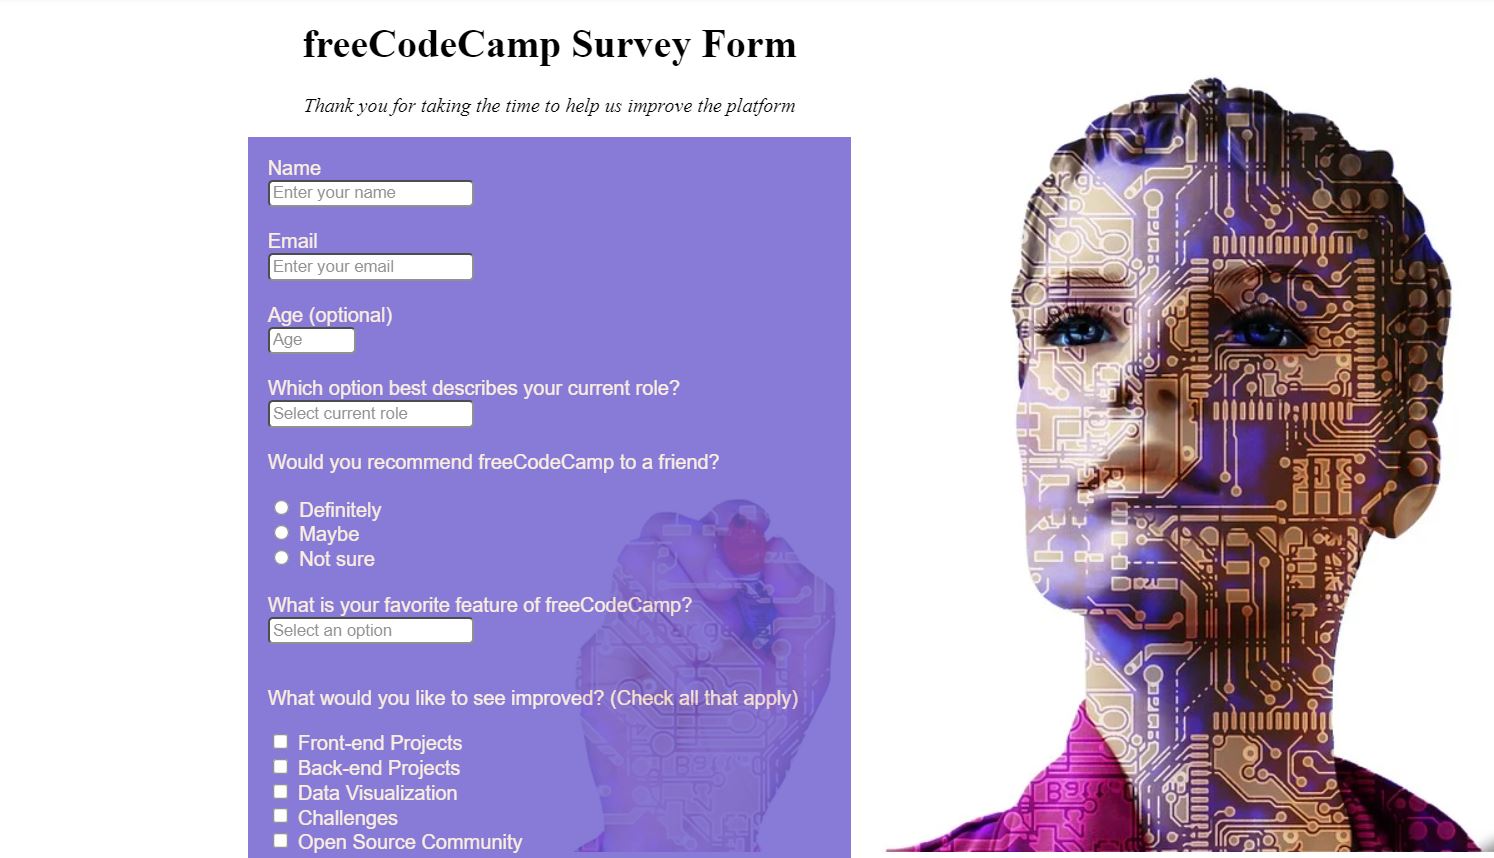 freeCodeCamp Survey Form
Thank you for taking the time to help us improve the platform
Name
Enter your name
Email
Enter your email
Age (optional)
Age
Which option best describes your current role?
Select current role
Would you recommend freeCodeCamp to a friend?
Definitely
Maybe
Not sure
What is your favorite feature of freeCodeCamp?
Select an option
What would you like to see improved? (Check all that apply)
Front-end Projects
Back-end Projects
Data Visualization
Challenges
Open Source Community